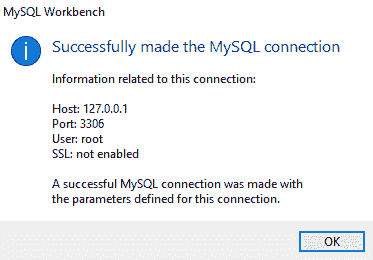 MySQL Workbench
Successfully made the MySQL connection
Information related to this connection:
Host: 127.0.0.1
Port: 3306
User: root
SSL: not enabled
A successful MySQL connection was made with
the parameters defined for this connection.
OK